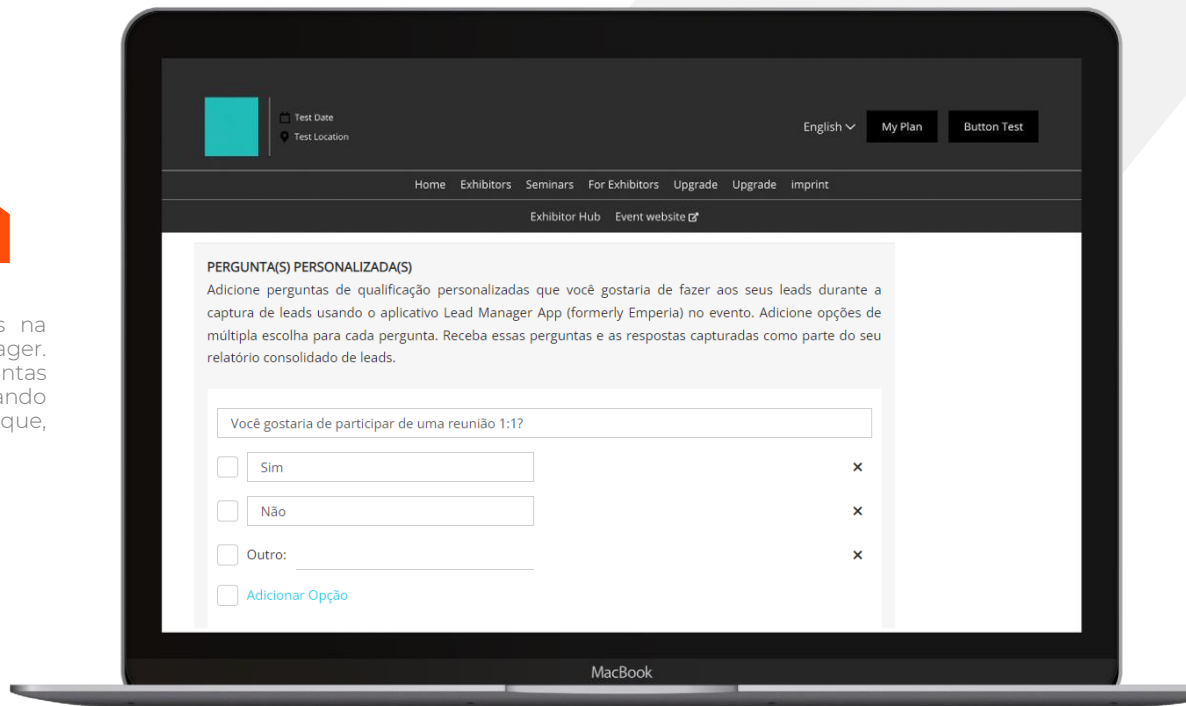 Test Date
Test Location
English
My Plan
Button Test
Home Exhibitors Seminars For Exhibitors Upgrade Upgrade imprint
Exhibitor Hub Event website
PERGUNTA(S) PERSONALIZADA(S)
Adicione perguntas de qualificação personalizadas que você gostaria de fazer aos seus leads durante a
captura de leads usando o aplicativo Lead Manager App (formerly Emperia) no evento. Adicione opções de
múltipla escolha para cada pergunta. Receba essas perguntas e as respostas capturadas como parte do seu
relatório consolidado de leads.
Você gostaria de participar de uma reunião 1:1?
Sim
Não
Outro:
Adicionar Opção
MacBook
na
que,